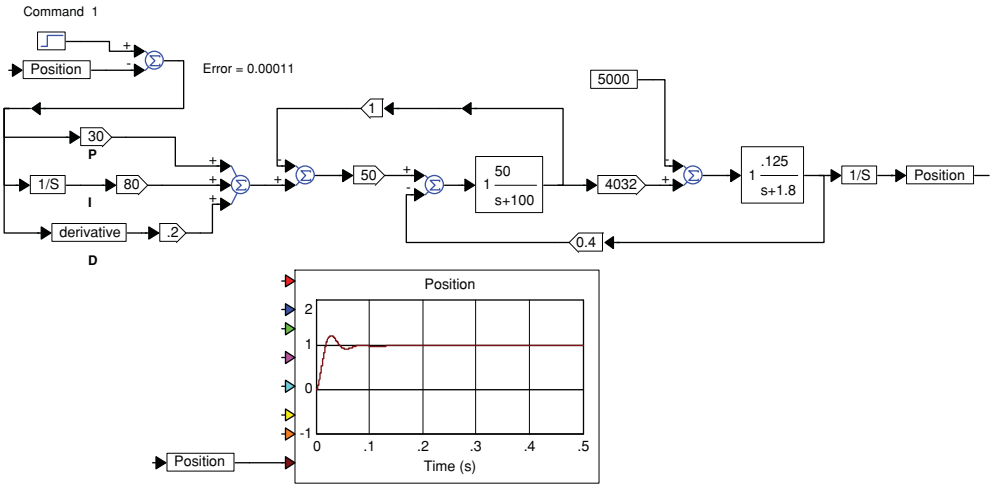 Command 1
+
Position
-
Error = 0.00011
5000
1
30
P
+
-
.125
1/S
80
+
+
50
+
1 50
s+100
4032
+
-
1
s+1.8
1/S
Position
I
+
-
derivative
.2
0.4
D
Position
2
1
0
-1
0
.1
.2
.3
.4
.5
Time (s)
Position